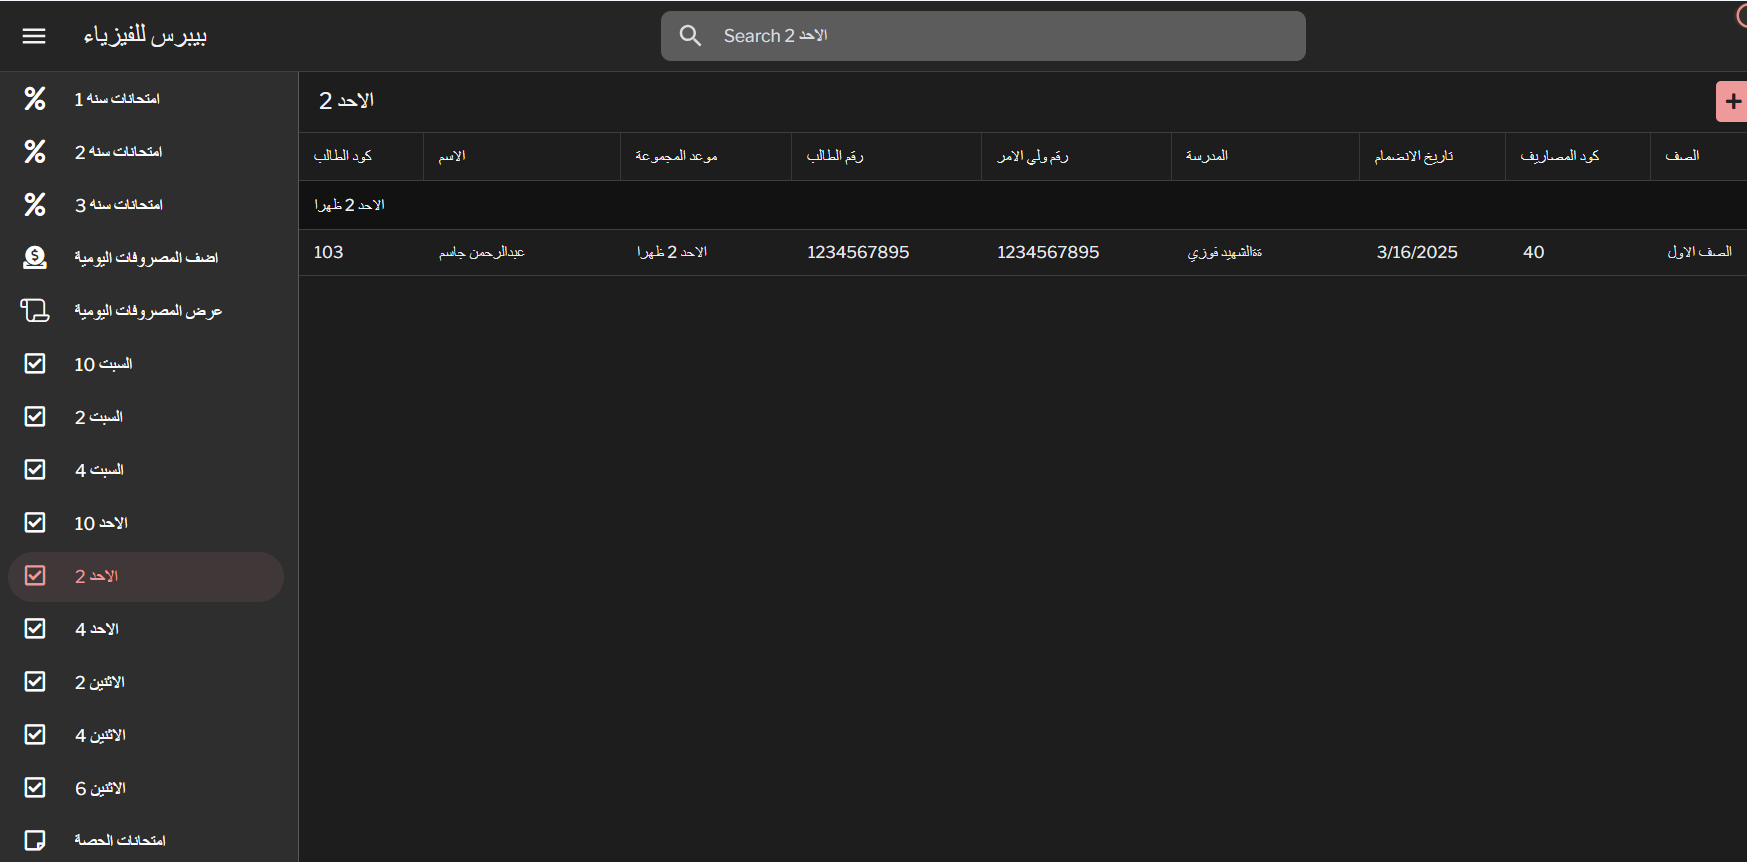 بيبرس للفيزياء
Search الاحد 2
امتحانات سنه 1
امتحانات سنه 2
امتحانات سنه 3
اضف المصروفات اليومية
عرض المصروفات اليومية
السبت 10
السبت 2
السبت 4
الاحد 10
الاحد 2
الاحد 4
الاثنين 2
الاثنين 4
الاثنين 6
امتحانات الحصة
الاحد 2
كود الطالب الاسم موعد المجموعة رقم الطالب رقم ولي الامر المدرسة تاريخ الانضمام كود المصاريف الصف
الاحد 2 ظهرا
103 عبدالرحمن جاسم الاحد 2 ظهرا 1234567895 1234567895 ةالشهيد فوزي 3/16/2025 40 الصف الاول